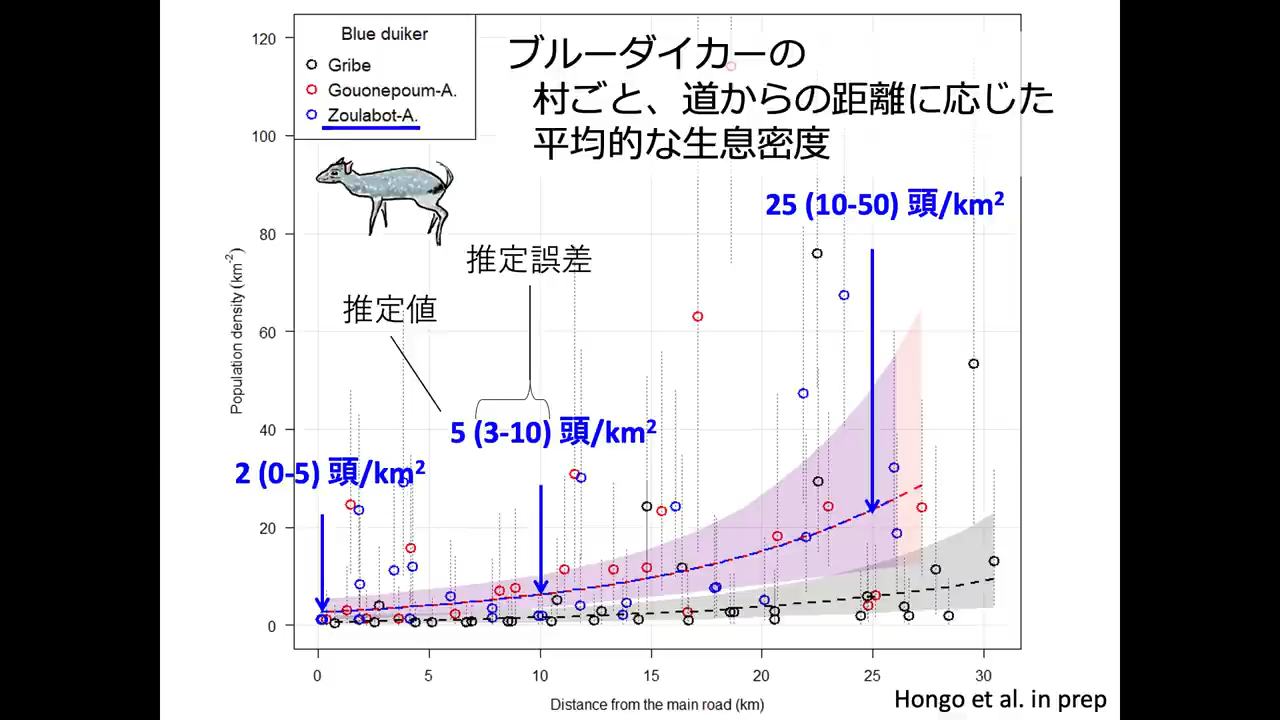 Blue duiker
Gribe
Gouonepoum-A.
Zoulabot-A.
ブルーダイカーの
村ごと、道からの距離に応じた
平均的な生息密度
25 (10-50) 頭/km²
推定誤差
推定値
5 (3-10) 頭/km²
2 (0-5) 頭/km²
Population density (km⁻²)
120
100
80
60
40
20
0
0 5 10 15 20 25 30
Distance from the main road (km)
Hongo et al. in prep